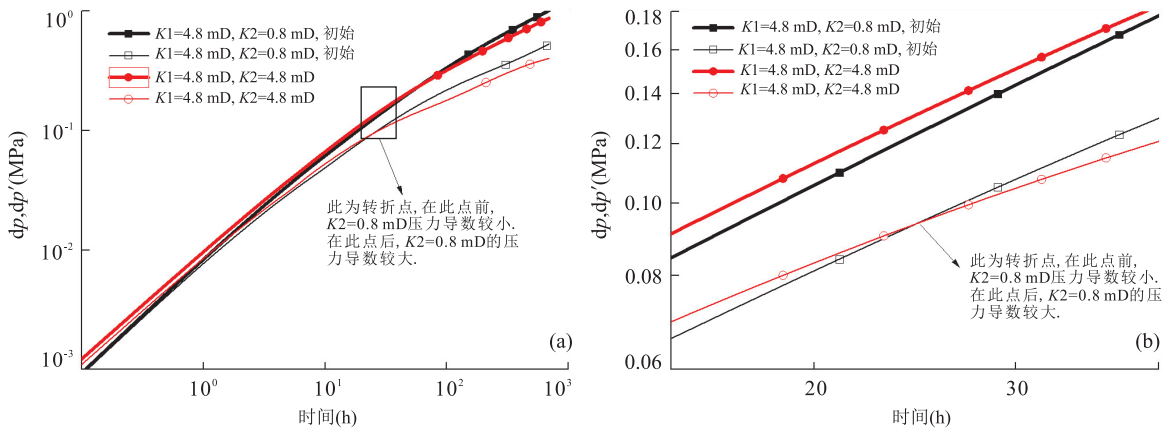 10⁰
10⁻¹
10⁻²
10⁻³
dp,dp′(MPa)
K1=4.8 mD, K2=0.8 mD, 初始
K1=4.8 mD, K2=0.8 mD, 初始
K1=4.8 mD, K2=4.8 mD
K1=4.8 mD, K2=4.8 mD
此为转折点, 在此点前,
K2=0.8 mD压力导数较小.
在此点后, K2=0.8 mD的压
力导数较大.
(a)
10⁰
10¹
10²
10³
时间(h)
0.18
0.16
0.14
0.12
0.10
0.08
0.06
dp,dp′(MPa)
K1=4.8 mD, K2=0.8 mD, 初始
K1=4.8 mD, K2=0.8 mD, 初始
K1=4.8 mD, K2=4.8 mD
K1=4.8 mD, K2=4.8 mD
此为转折点, 在此点前,
K2=0.8 mD压力导数较小.
在此点后, K2=0.8 mD的压
力导数较大.
(b)
20
30
时间(h)